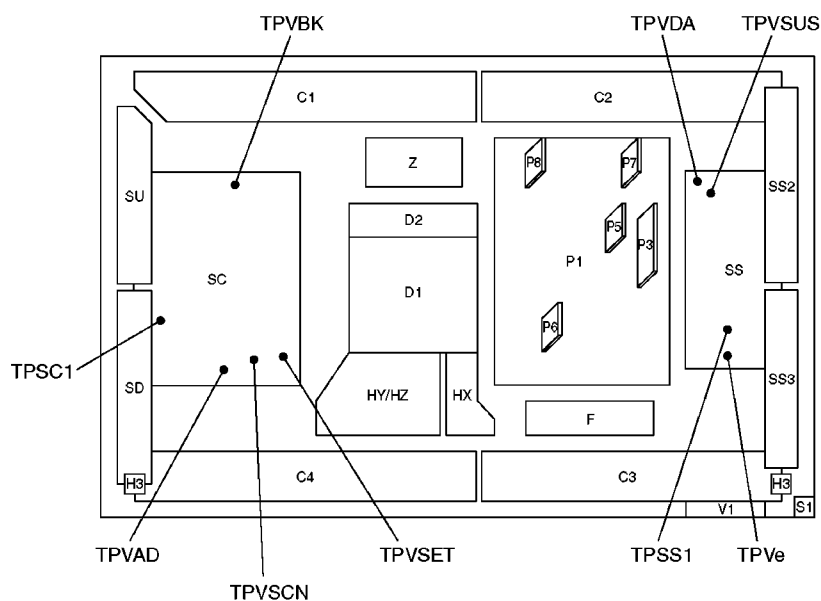 TPVBK
TPVDA
TPVSUS
C1
C2
Z
P8
P7
SU
SS2
D2
P5
P3
SC
P1
SS
D1
P6
TPSC1
SD
SS3
HY/HZ
HX
F
H3
C4
C3
H3
V1
S1
TPVAD
TPVSET
TPSS1
TPVe
TPVSCN